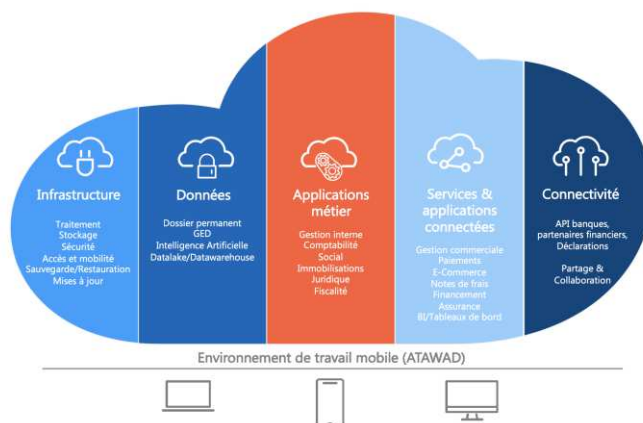 Infrastructure
Traitement
Stockage
Sécurité
Accès et mobilité
Sauvegarde/Restauration
Mises à jour
Données
Dossier permanent
GED
Intelligence Artificielle
Datalake/Datawarehouse
Applications
métier
Gestion interne
Comptabilité
Social
Immobilisations
Juridique
Fiscalité
Services &
applications
connectées
Gestion commerciale
Paiements
E-Commerce
Notes de frais
Financement
Assurance
BI/Tableaux de bord
Connectivité
API banques,
partenaires financiers,
Déclarations
Partage &
Collaboration
Environnement de travail mobile (ATAWAD)